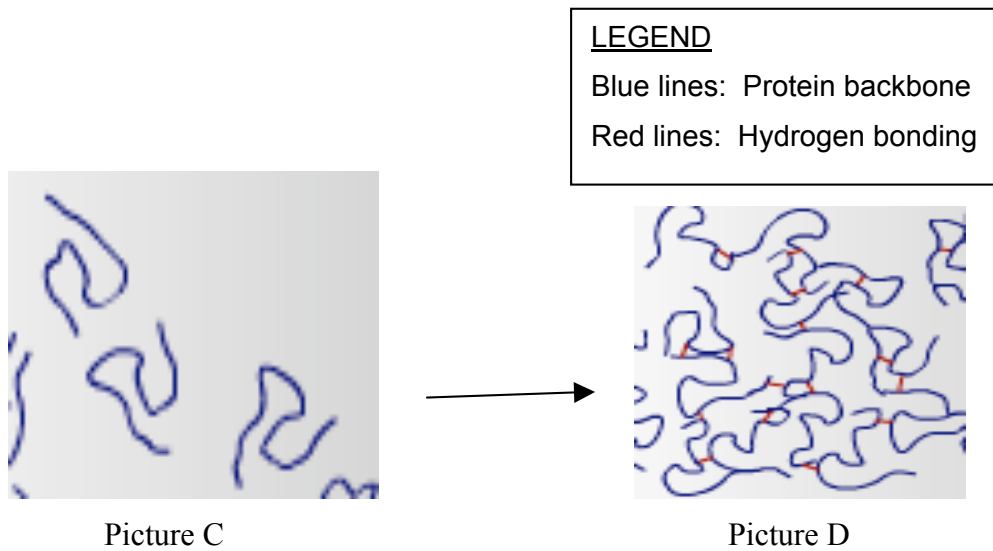 LEGEND
Blue lines: Protein backbone
Red lines: Hydrogen bonding
Picture C
Picture D